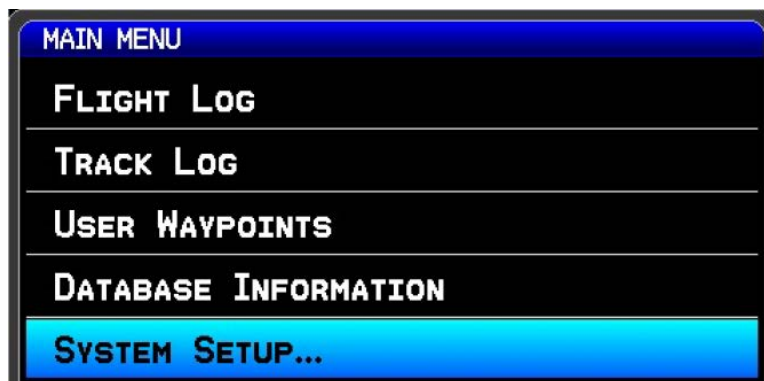 MAIN MENU
FLIGHT LOG
TRACK LOG
USER WAYPOINTS
DATABASE INFORMATION
SYSTEM SETUP...